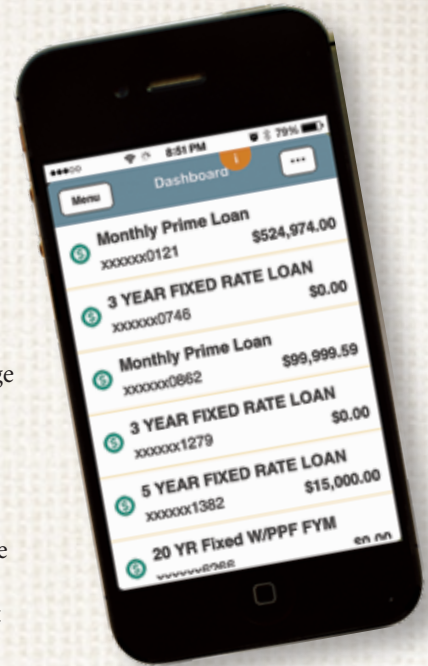 8:51 PM 79%
Menu Dashboard i ...
Monthly Prime Loan
xxxxxx0121 $524,974.00
3 YEAR FIXED RATE LOAN
xxxxxx0746 $0.00
Monthly Prime Loan
xxxxxx0862 $99,999.59
3 YEAR FIXED RATE LOAN
xxxxxx1279 $0.00
5 YEAR FIXED RATE LOAN
xxxxxx1382 $15,000.00
20 YR Fixed W/PPF FYM
$0.00